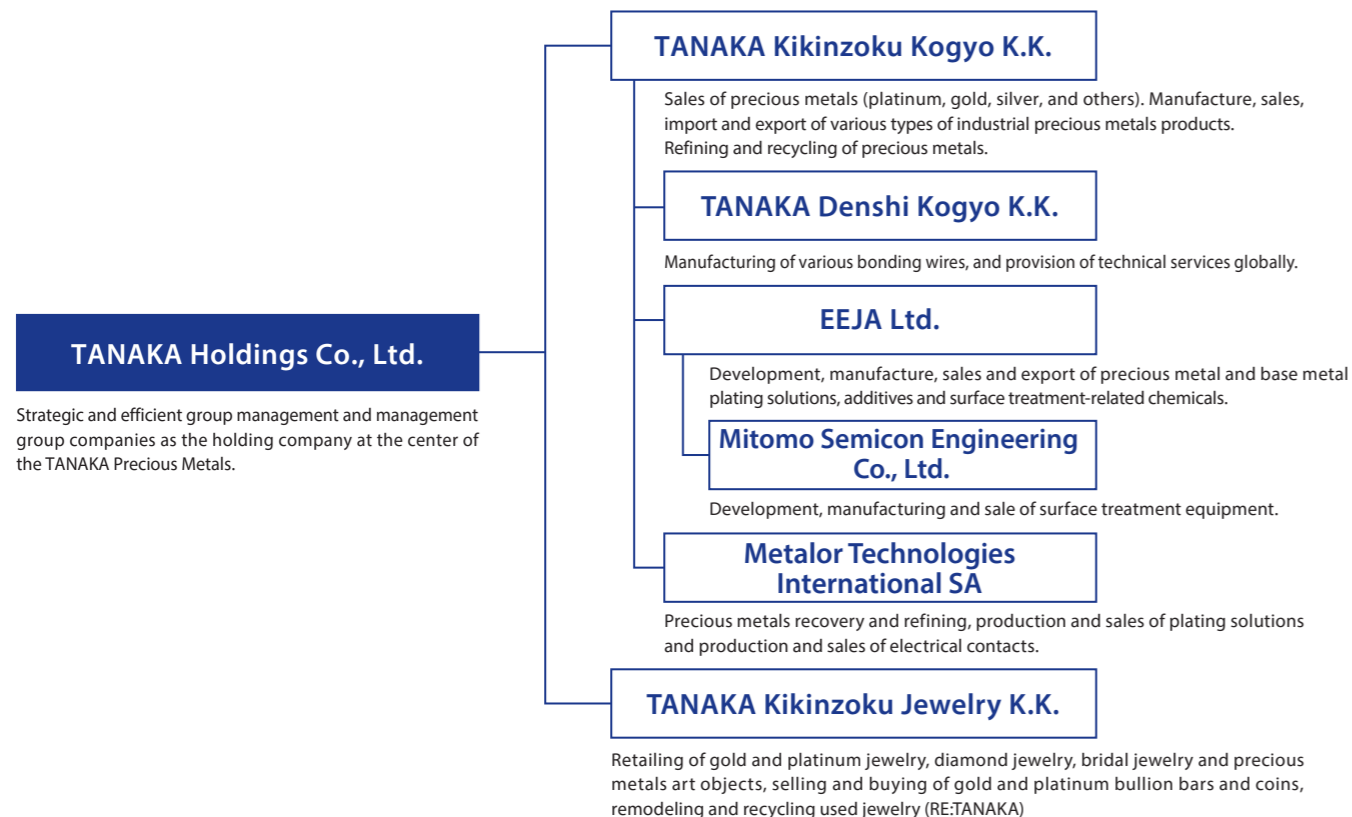 TANAKA Kikinzoku Kogyo K.K.
Sales of precious metals (platinum, gold, silver, and others). Manufacture, sales,
import and export of various types of industrial precious metals products.
Refining and recycling of precious metals.
TANAKA Denshi Kogyo K.K.
Manufacturing of various bonding wires, and provision of technical services globally.
EEJA Ltd.
TANAKA Holdings Co., Ltd.
Strategic and efficient group management and management
group companies as the holding company at the center of
the TANAKA Precious Metals.
Development, manufacture, sales and export of precious metal and base metal
plating solutions, additives and surface treatment-related chemicals.
Mitomo Semicon Engineering
Co., Ltd.
Development, manufacturing and sale of surface treatment equipment.
Metalor Technologies
International SA
Precious metals recovery and refining, production and sales of plating solutions
and production and sales of electrical contacts.
TANAKA Kikinzoku Jewelry K.K.
Retailing of gold and platinum jewelry, diamond jewelry, bridal jewelry and precious
metals art objects, selling and buying of gold and platinum bullion bars and coins,
remodeling and recycling used jewelry (RE:TANAKA)